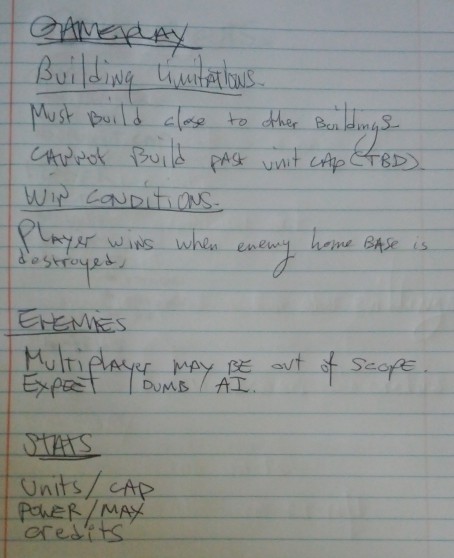 GAMEPLAY
Building Limitations.
Must Build close to other Buildings.
CANNOT Build past unit cap (TBD).
WIN CONDITIONS.
Player wins when enemy home BASE is
destroyed.
ENEMIES
Multiplayer MAY BE out of scope.
EXPECT DUMB AI.
STATS
Units/CAP
POWER/MAX
credits